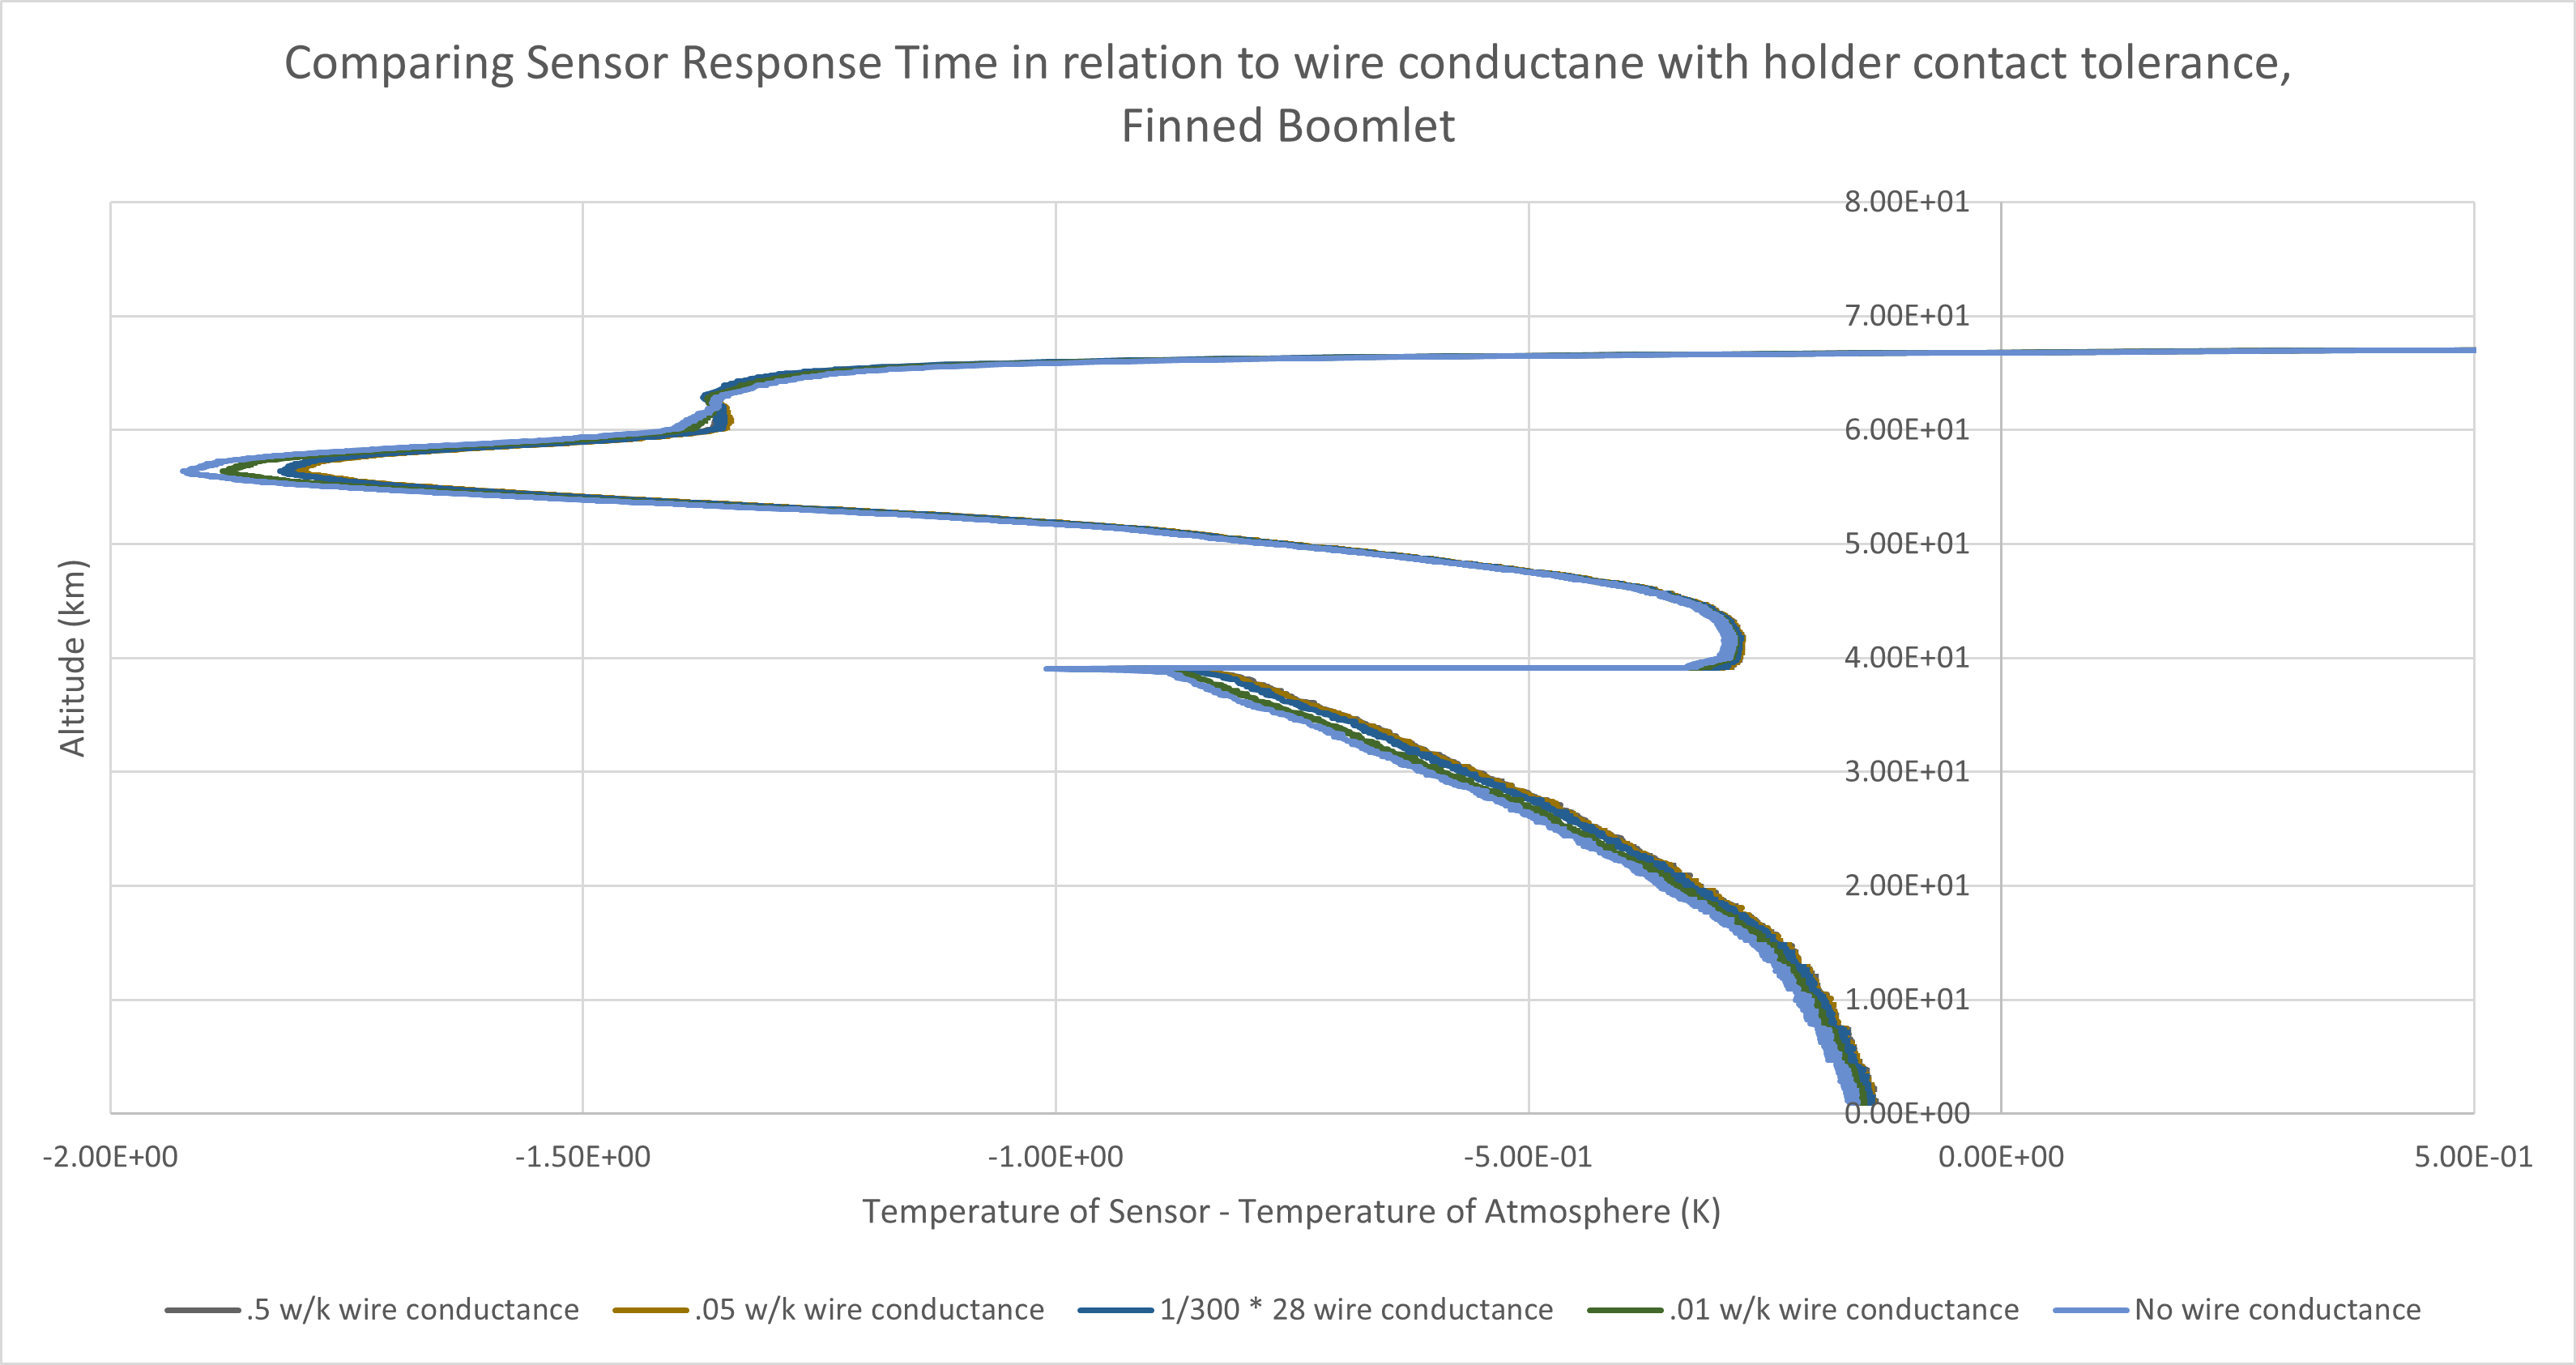 Comparing Sensor Response Time in relation to wire conductane with holder contact tolerance,
Finned Boomlet
8.00E+01
7.00E+01
6.00E+01
5.00E+01
4.00E+01
3.00E+01
2.00E+01
1.00E+01
0.00E+00
Altitude (km)
-2.00E+00 -1.50E+00 -1.00E+00 -5.00E-01 0.00E+00 5.00E-01
Temperature of Sensor - Temperature of Atmosphere (K)
.5 w/k wire conductance .05 w/k wire conductance 1/300 * 28 wire conductance .01 w/k wire conductance No wire conductance